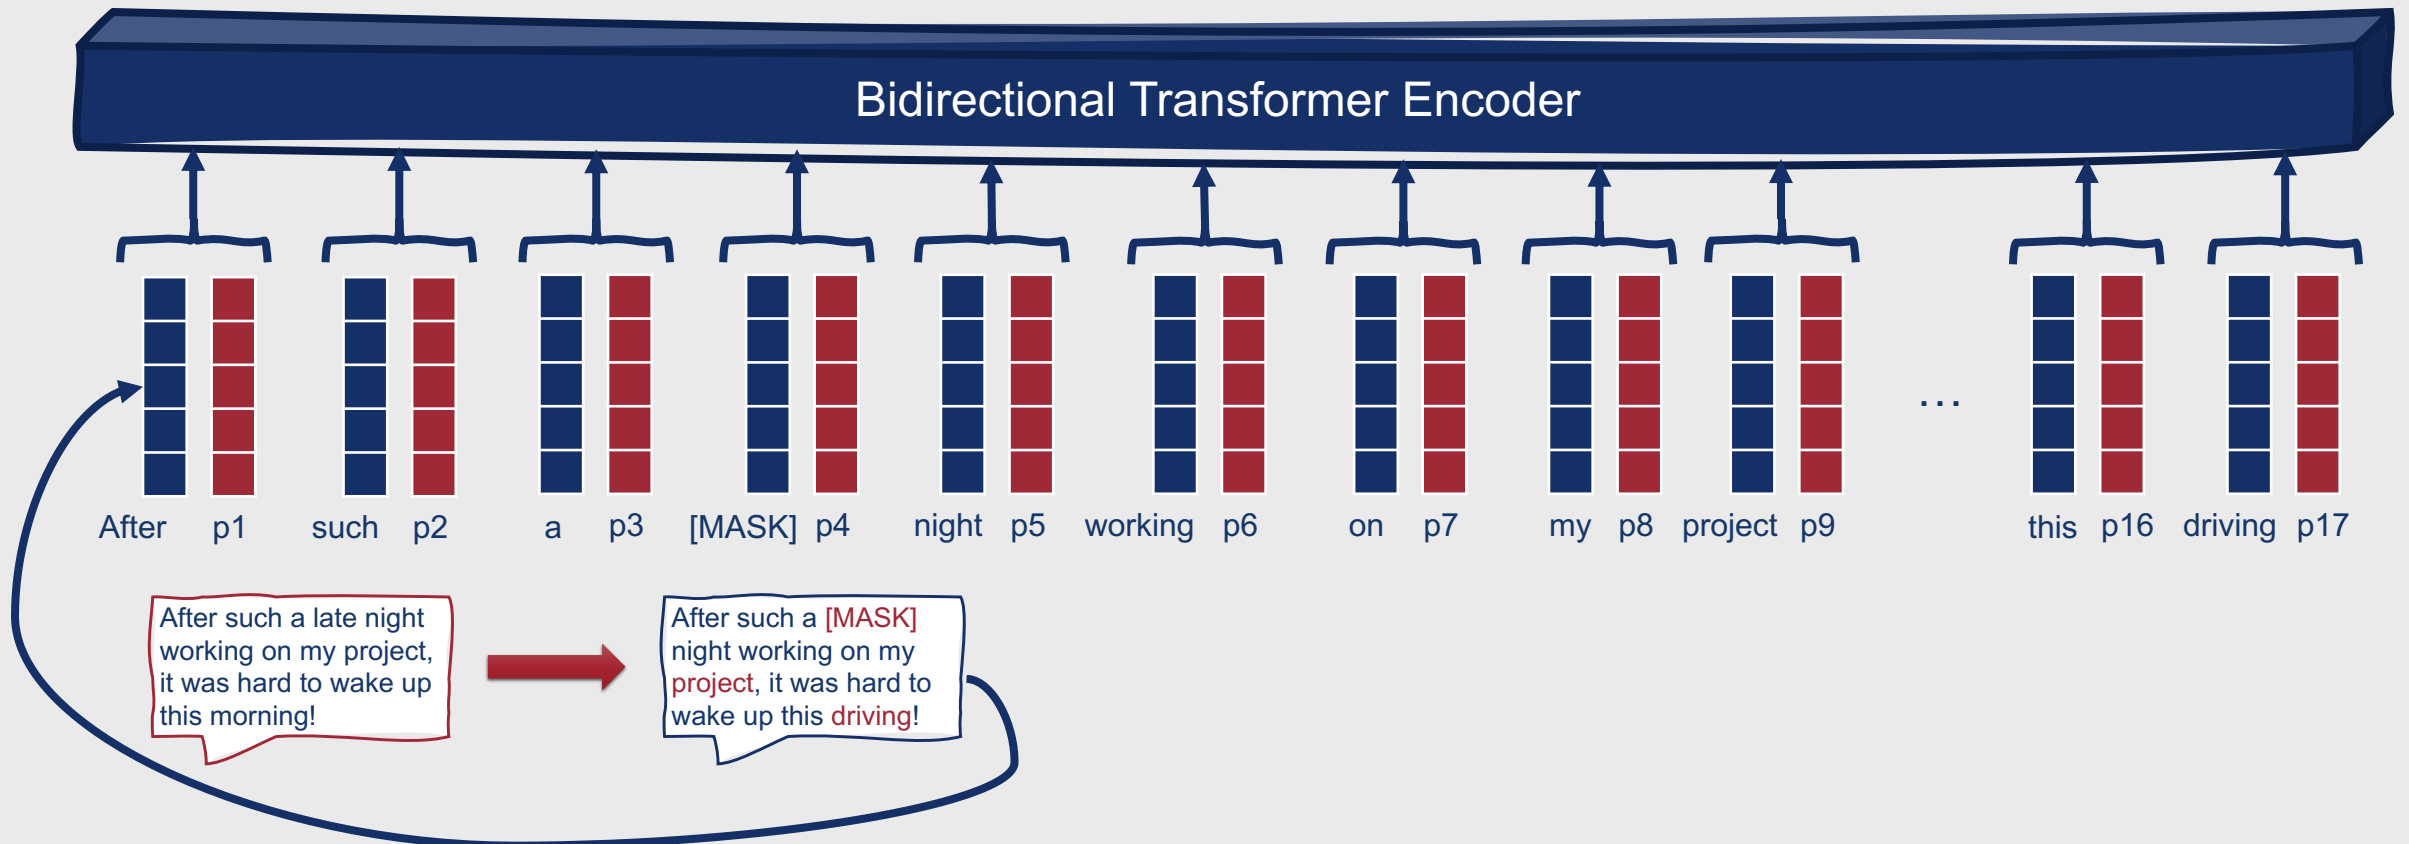 Bidirectional Transformer Encoder
…
After p1 such p2 a p3 [MASK] p4 night p5 working p6 on p7 my p8 project p9 this p16 driving p17
After such a late night
working on my project,
it was hard to wake up
this morning!
After such a [MASK]
night working on my
project, it was hard to
wake up this driving!